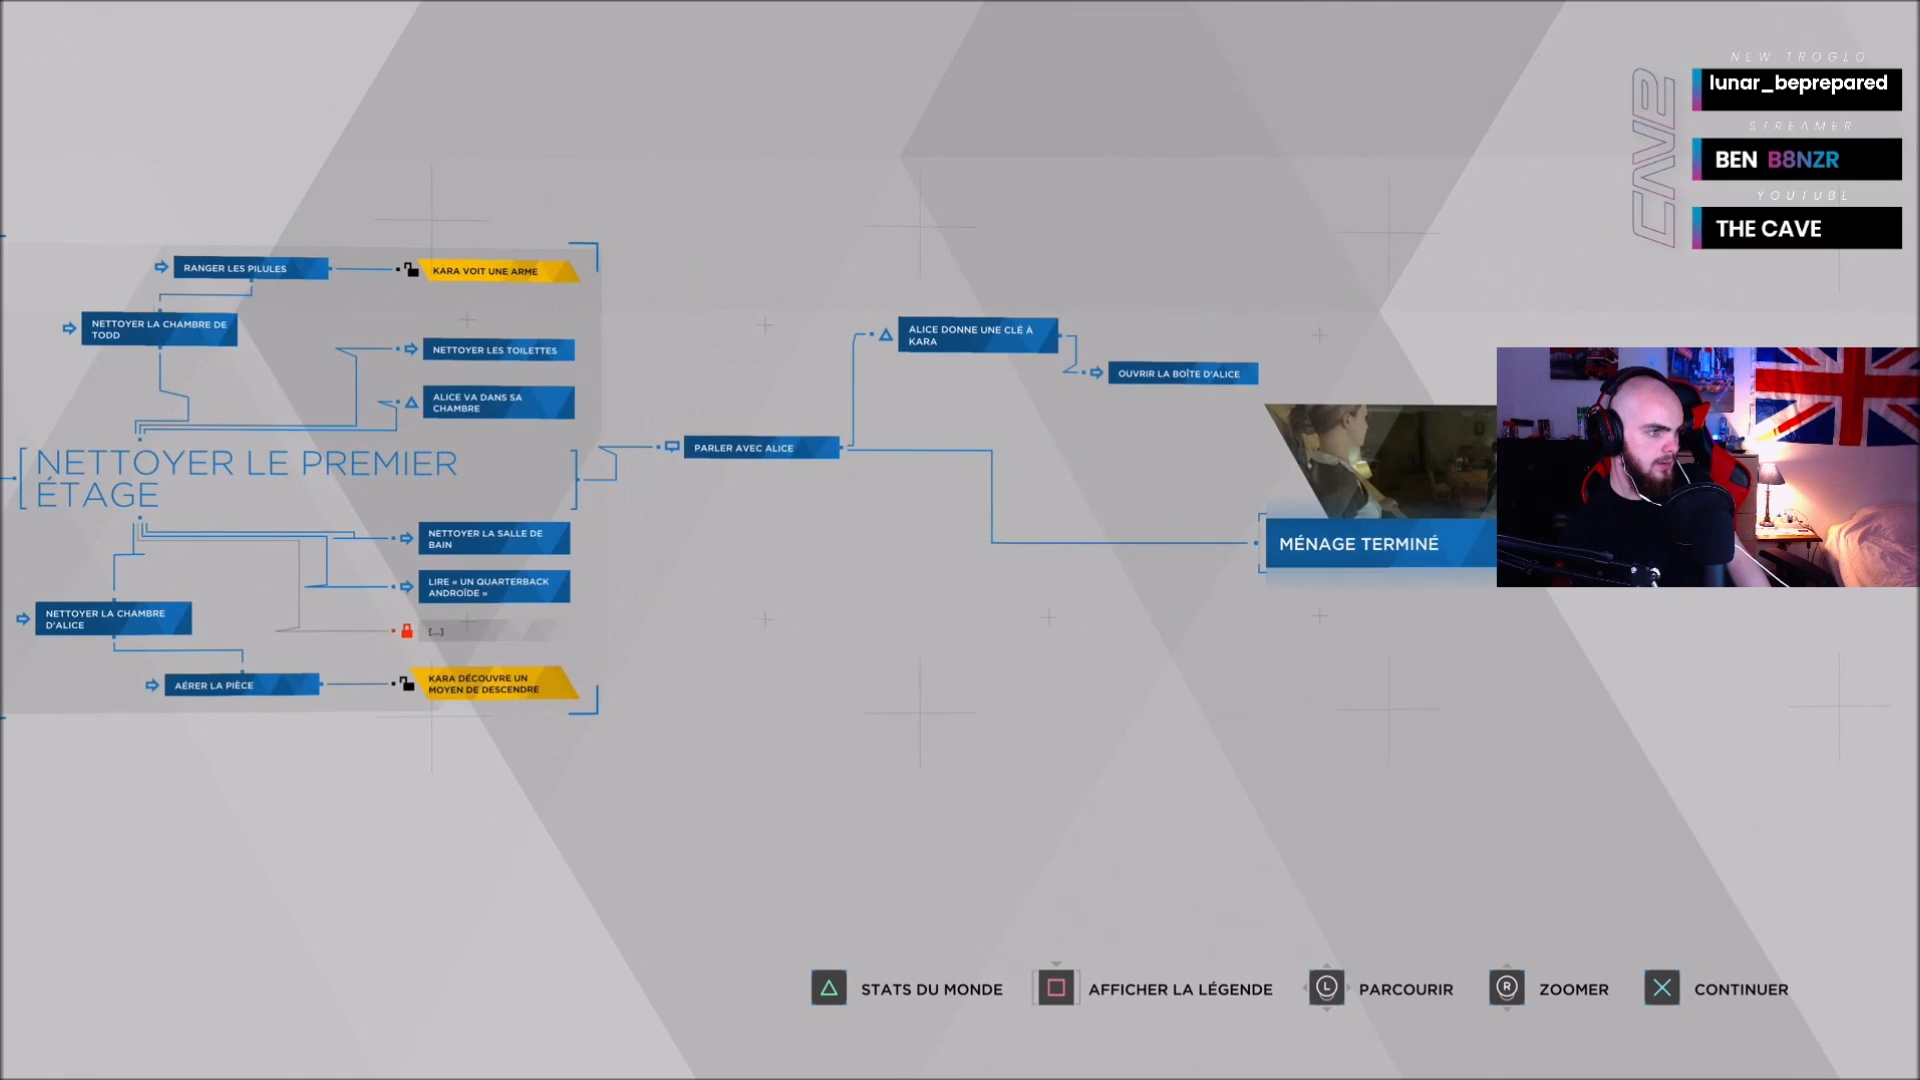 NEW TROGLO
lunar_beprepared
STREAMER
BEN B8NZR
YOUTUBE
THE CAVE
CAVE
RANGER LES PILULES
KARA VOIT UNE ARME
NETTOYER LA CHAMBRE DE
TODD
NETTOYER LES TOILETTES
ALICE VA DANS SA
CHAMBRE
ALICE DONNE UNE CLÉ À
KARA
OUVRIR LA BOÎTE D'ALICE
NETTOYER LE PREMIER
ÉTAGE
PARLER AVEC ALICE
MÉNAGE TERMINÉ
NETTOYER LA SALLE DE
BAIN
LIRE « UN QUARTERBACK
ANDROÏDE »
NETTOYER LA CHAMBRE
D'ALICE
[...]
AÉRER LA PIÈCE
KARA DÉCOUVRE UN
MOYEN DE DESCENDRE
STATS DU MONDE
AFFICHER LA LÉGENDE
L
PARCOURIR
R
ZOOMER
CONTINUER